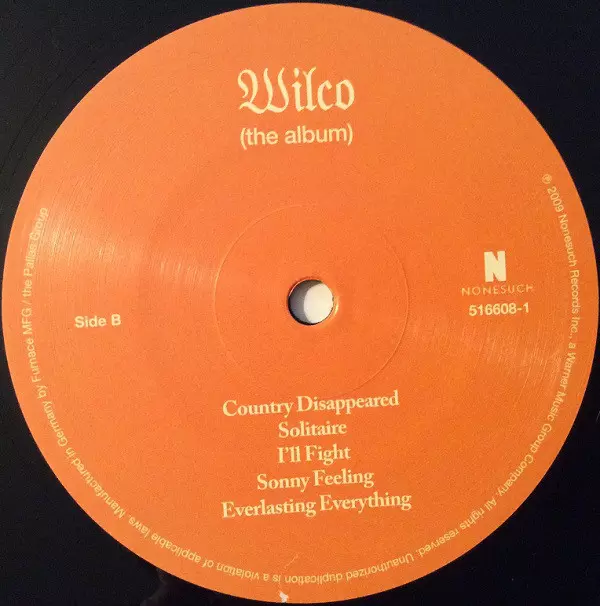 Wilco
(the album)
Side B
N
NONESUCH
516608-1
Country Disappeared
Solitaire
I'll Fight
Sonny Feeling
Everlasting Everything
℗ 2009 Nonesuch Records Inc., a Warner Music Group Company. All rights reserved. Unauthorized duplication is a violation of applicable laws. Manufactured in Germany by Furnace MFG / the Pallas Group